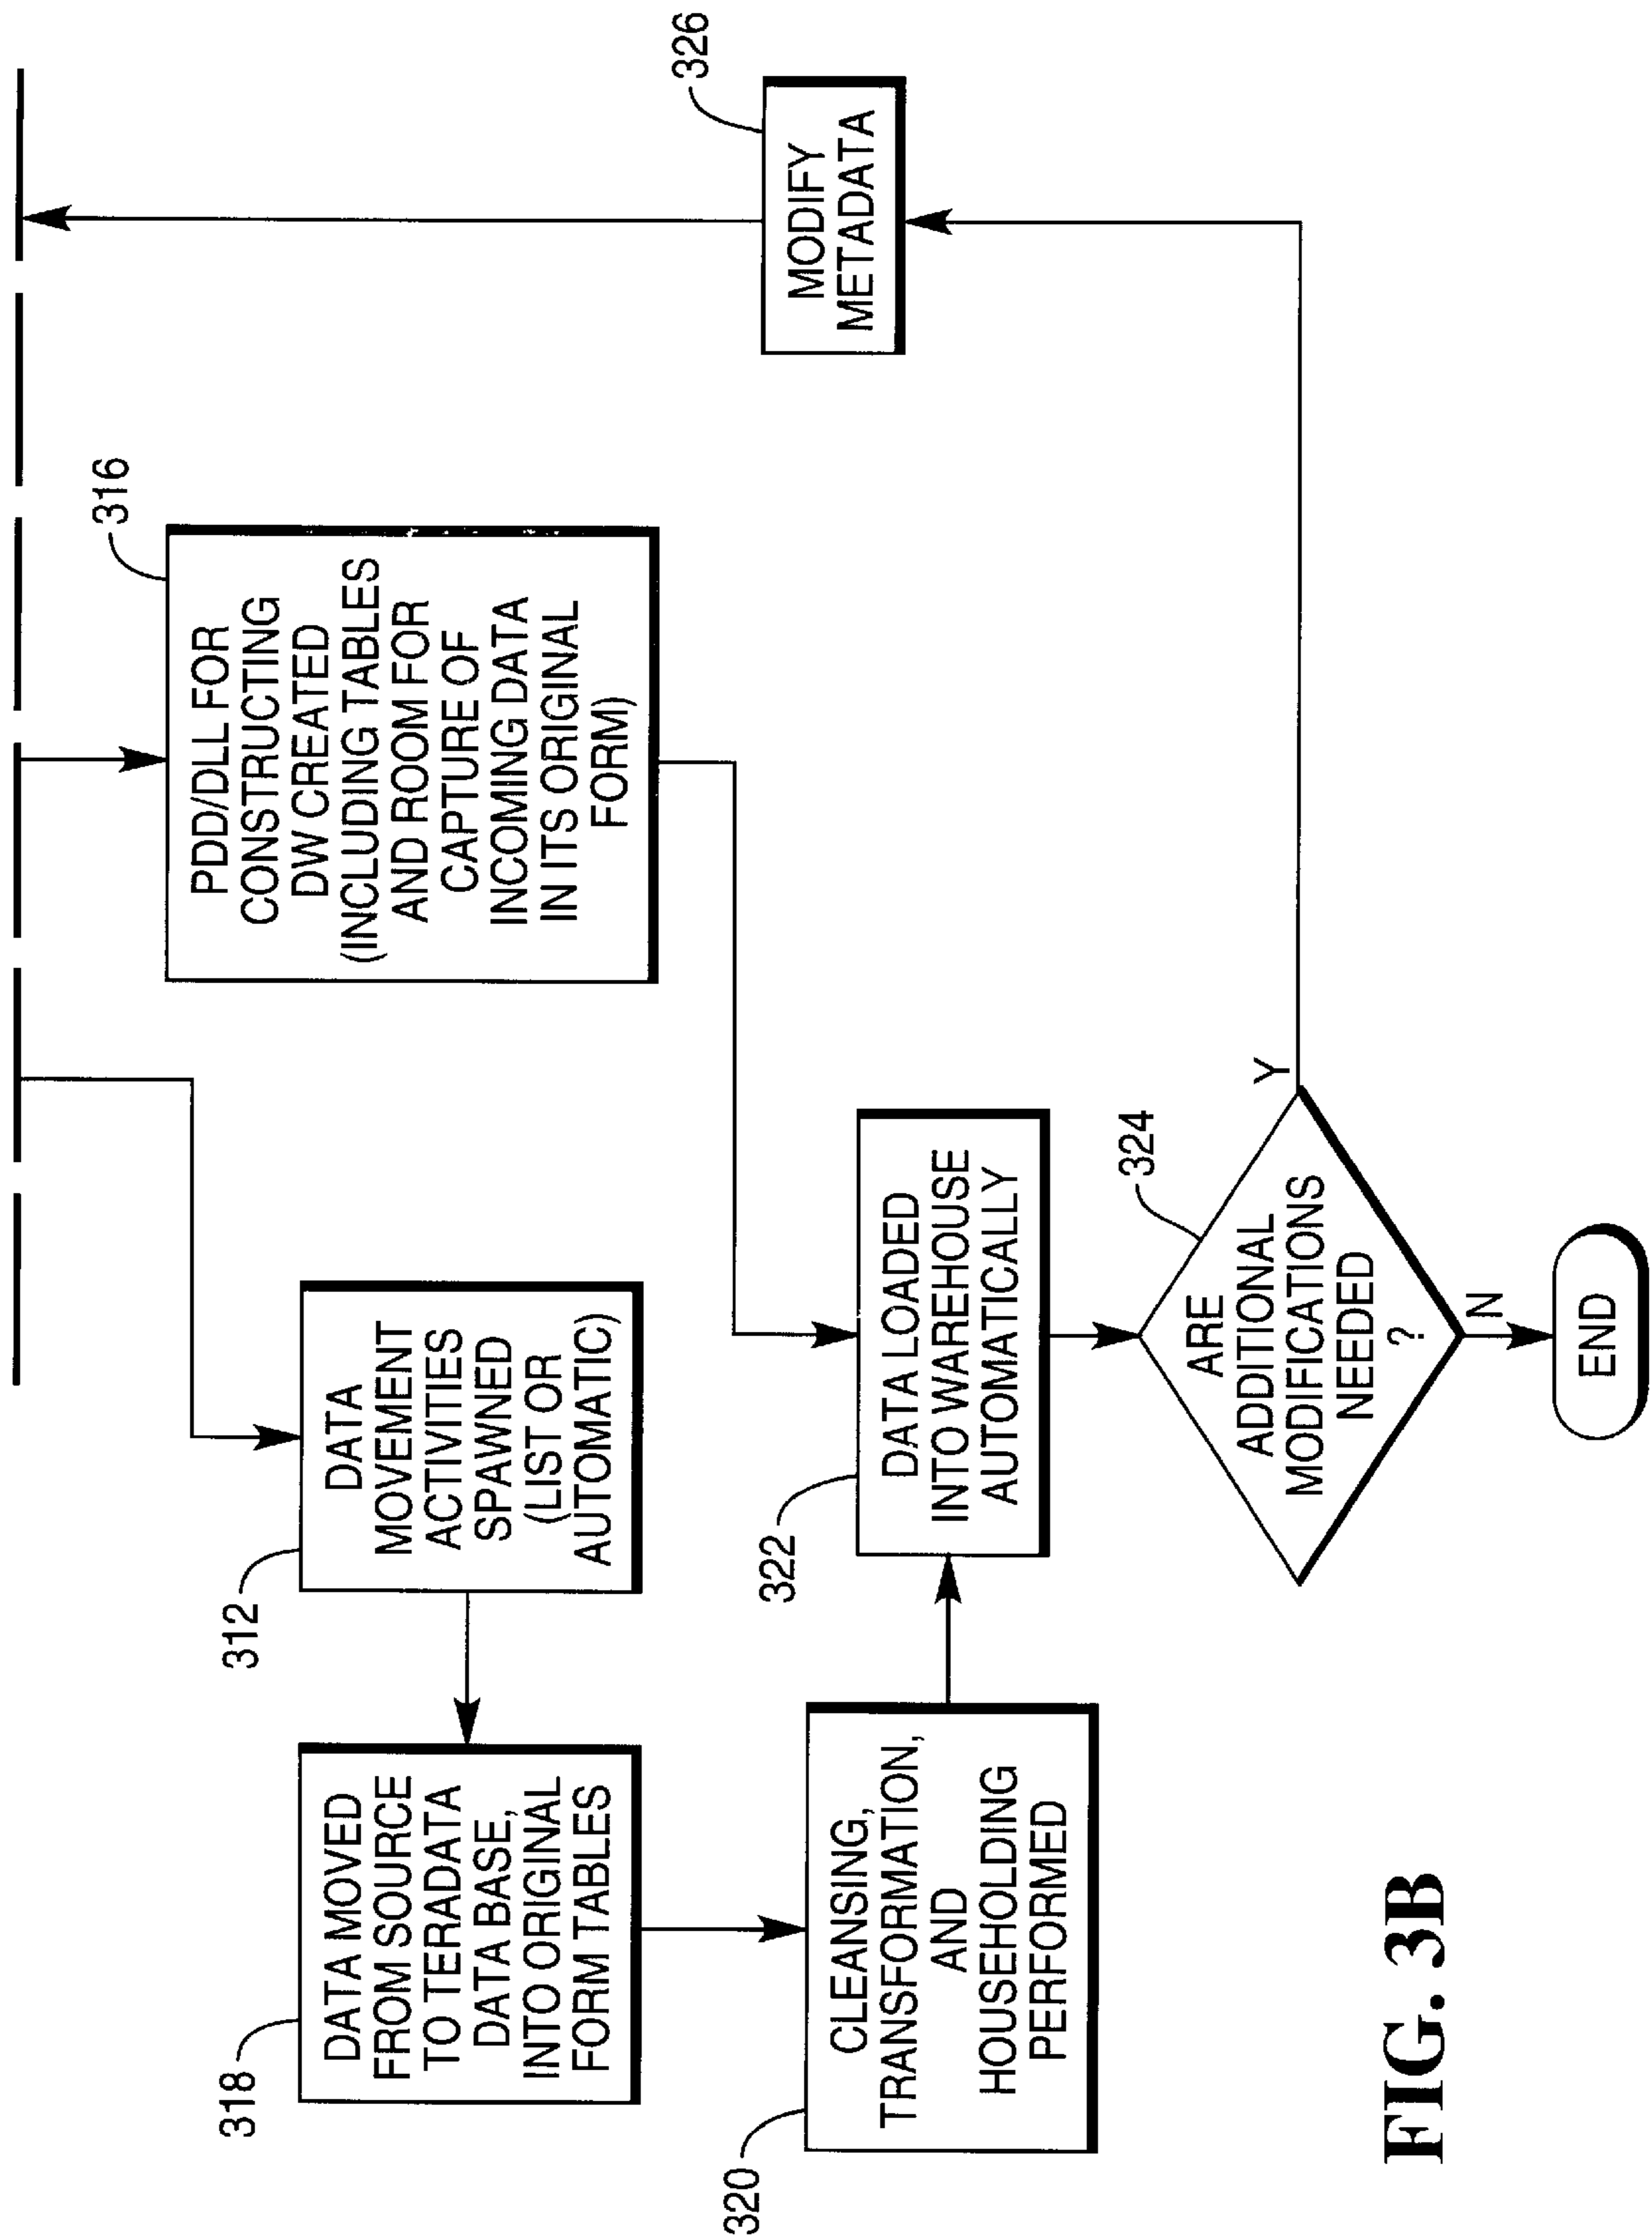 312
DATA
MOVEMENT
ACTIVITIES
SPAWNED
(LIST OR
AUTOMATIC)
316
PDD/DLL FOR
CONSTRUCTING
DW CREATED
(INCLUDING TABLES
AND ROOM FOR
CAPTURE OF
INCOMING DATA
IN ITS ORIGINAL
FORM)
318
DATA MOVED
FROM SOURCE
TO TERADATA
DATA BASE,
INTO ORIGINAL
FORM TABLES
320
CLEANSING,
TRANSFORMATION,
AND
HOUSEHOLDING
PERFORMED
322
DATA LOADED
INTO WAREHOUSE
AUTOMATICALLY
326
MODIFY
METADATA
324
ARE
ADDITIONAL
MODIFICATIONS
NEEDED
?
Y
N
END
FIG. 3B